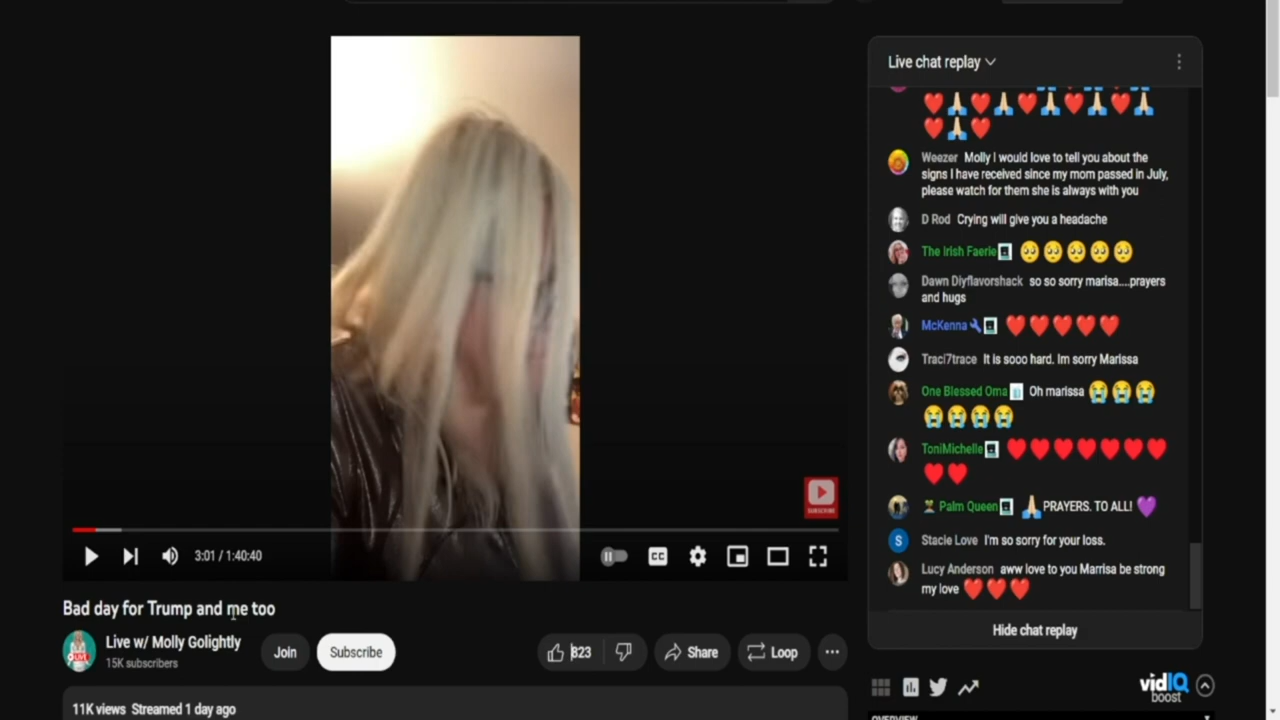 Live chat replay
Weezer Molly I would love to tell you about the
signs I have received since my mom passed in July,
please watch for them she is always with you
D Rod Crying will give you a headache
The Irish Faerie
Dawn Diyflavorshack so so sorry marisa....prayers
and hugs
McKenna
Traci7trace It is sooo hard. Im sorry Marissa
One Blessed Oma Oh marissa
ToniMichelle
Palm Queen PRAYERS. TO ALL!
S Stacie Love I'm so sorry for your loss.
Lucy Anderson aww love to you Marrisa be strong
my love
Hide chat replay
SUBSCRIBE
3:01 / 1:40:40
CC
Bad day for Trump and me too
Live w/ Molly Golightly
15K subscribers
LIVE
Join
Subscribe
823
Share
Loop
11K views Streamed 1 day ago
vidIQ
boost
OVERVIEW